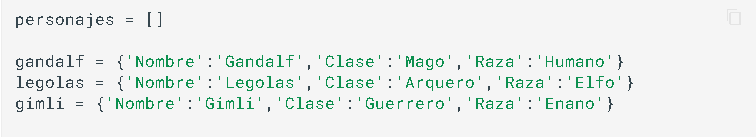 personajes = []
gandalf = {'Nombre':'Gandalf','Clase':'Mago','Raza':'Humano'}
legolas = {'Nombre':'Legolas','Clase':'Arquero','Raza':'Elfo'}
gimli = {'Nombre':'Gimli','Clase':'Guerrero','Raza':'Enano'}